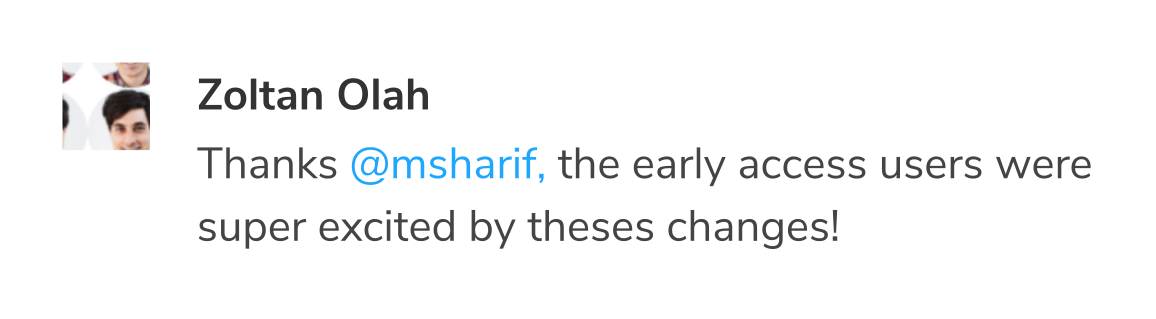 Zoltan Olah
Thanks @msharif, the early access users were
super excited by theses changes!